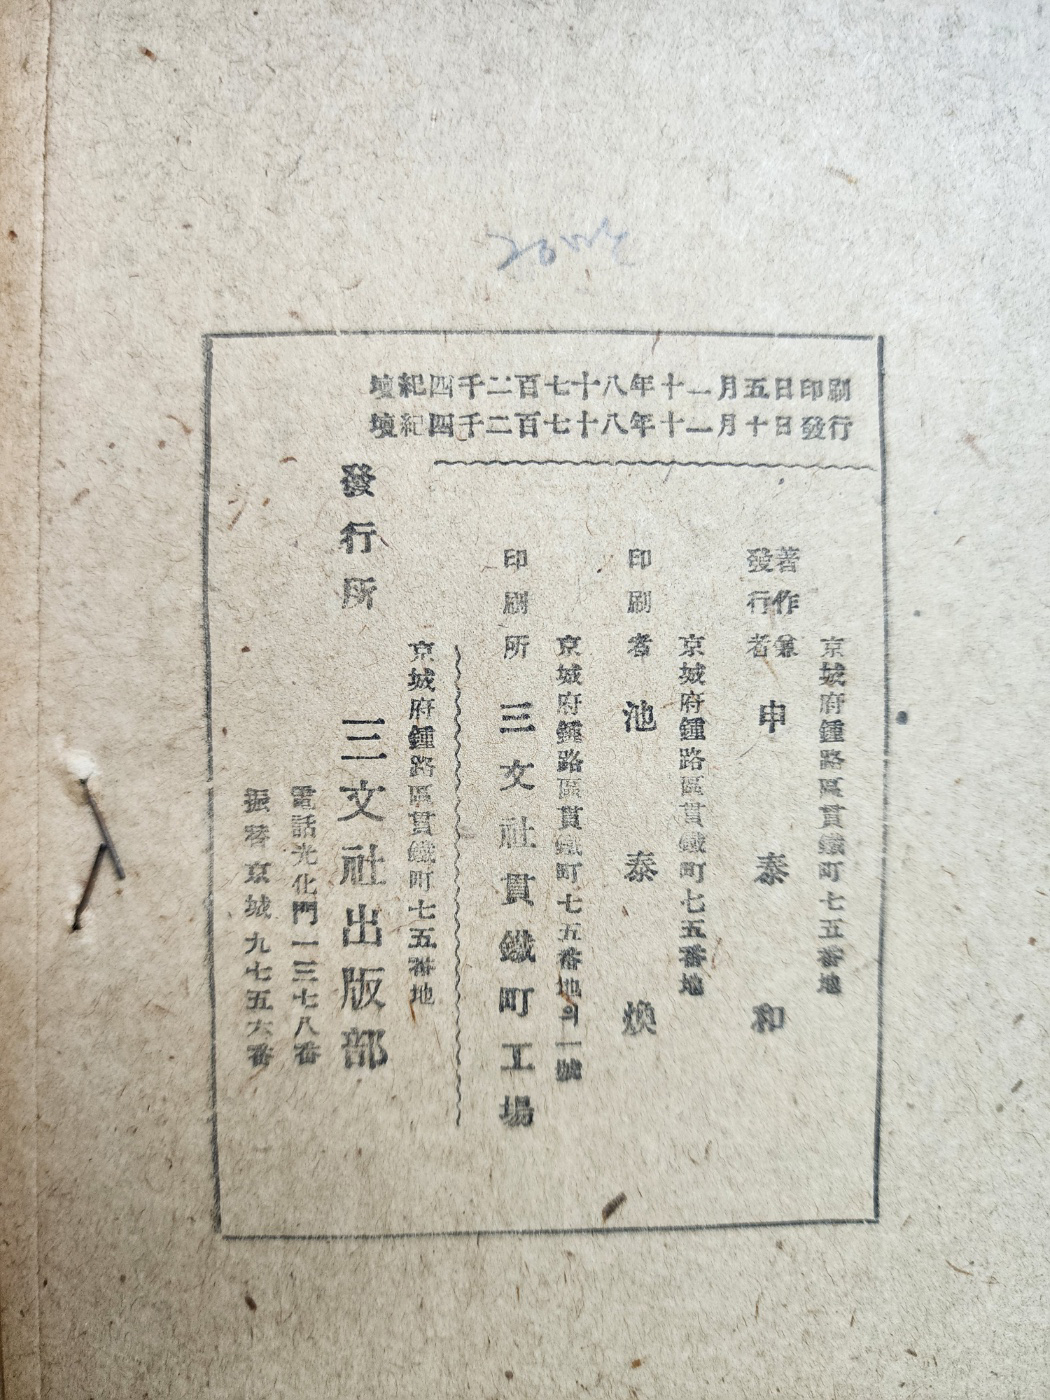 壇紀四千二百七十八年十一月五日印刷
壇紀四千二百七十八年十一月十日發行
京城府鍾路區貫鐵町七五番地
著作兼
發行者 申泰和
京城府鍾路區貫鐵町七五番地
印刷者 池泰煥
京城府鍾路區貫鐵町七五番地의一號
印刷所 三文社貫鐵町工場
京城府鍾路區貫鐵町七五番地
發行所 三文社出版部
電話光化門一三七八番
振替京城九七五六番